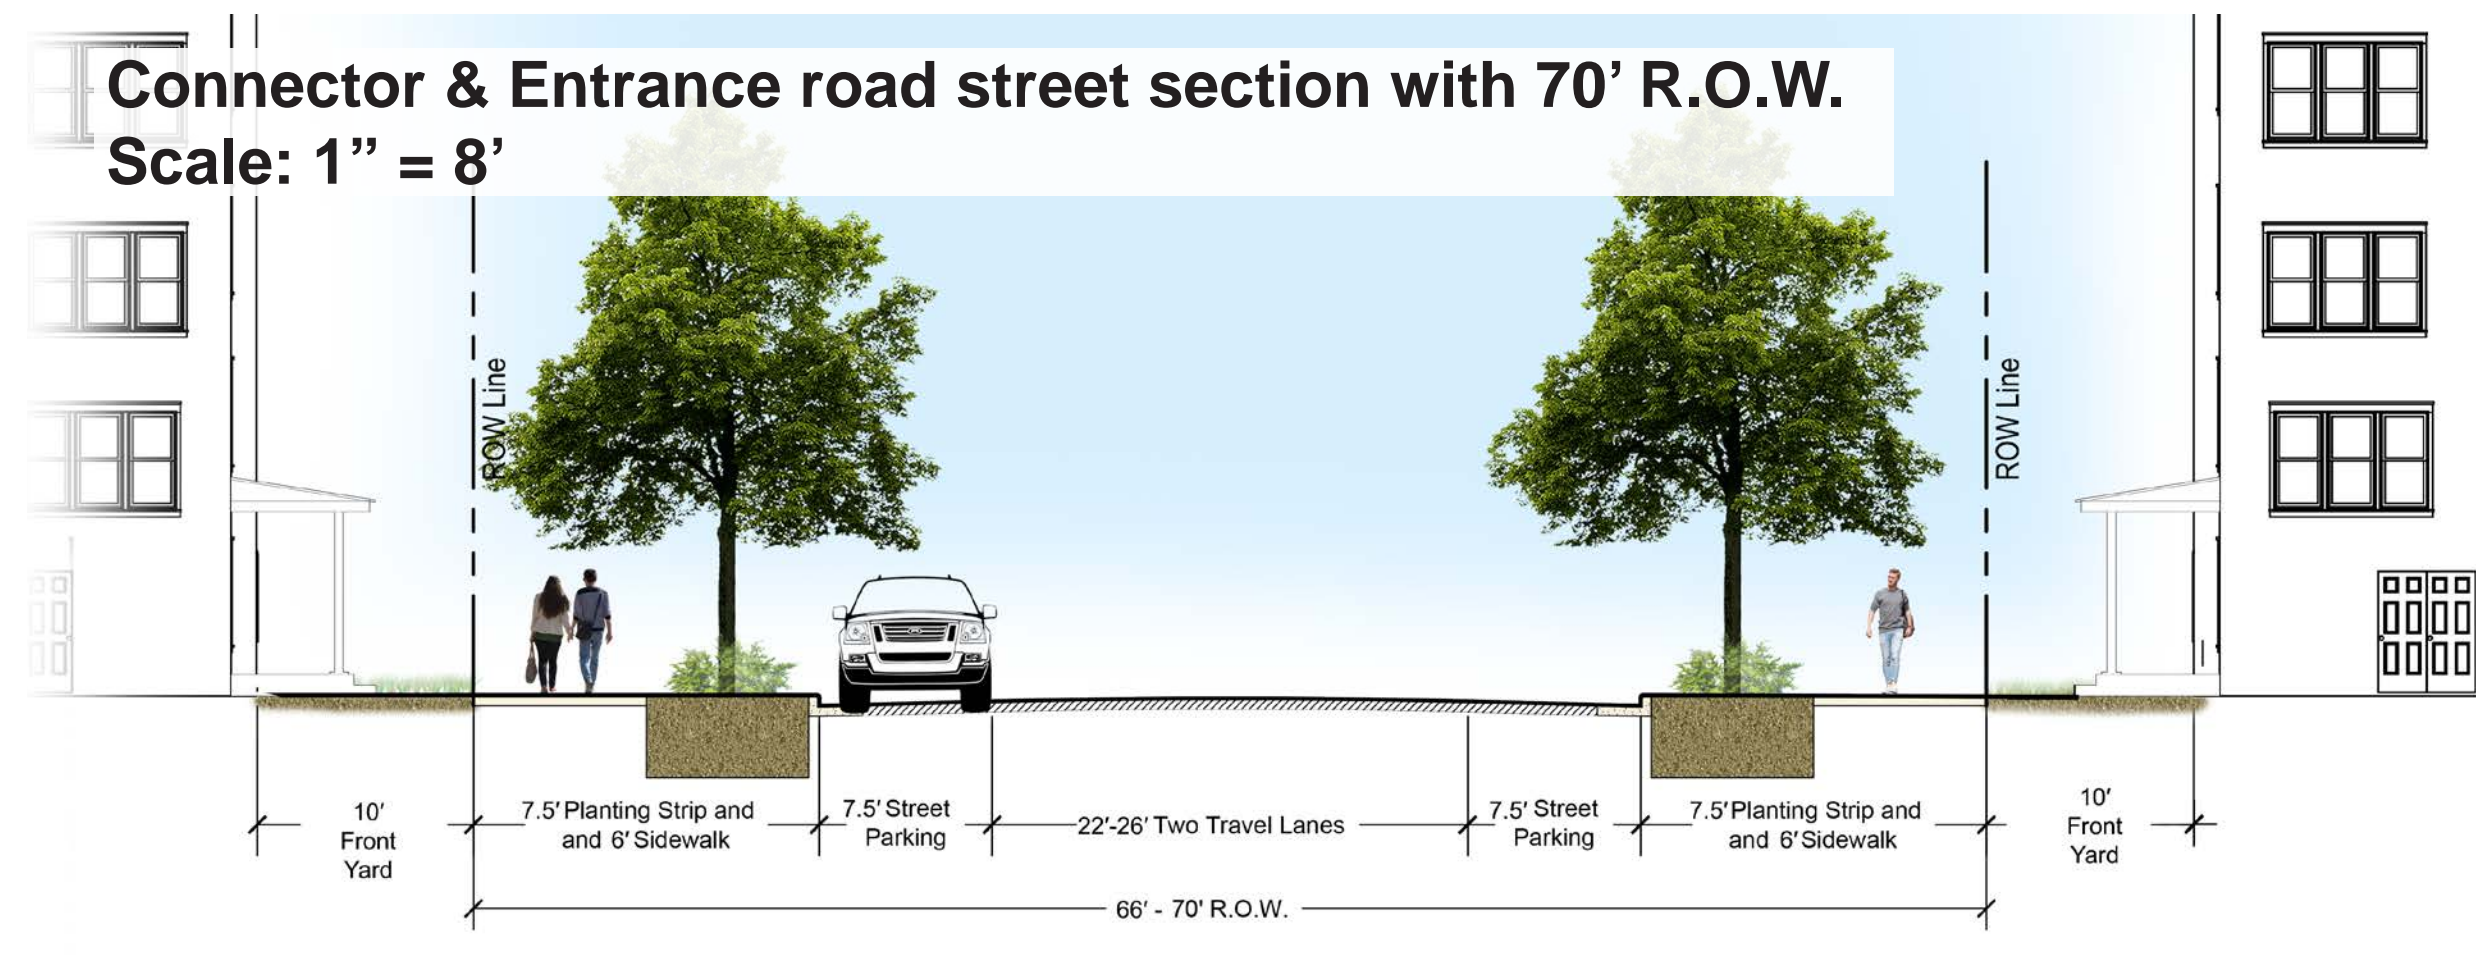 Connector & Entrance road street section with 70’ R.O.W.
Scale: 1” = 8’
ROW Line
ROW Line
10'
Front
Yard
7.5' Planting Strip and
and 6' Sidewalk
7.5' Street
Parking
22'-26' Two Travel Lanes
7.5' Street
Parking
7.5' Planting Strip and
and 6' Sidewalk
10'
Front
Yard
66' - 70' R.O.W.